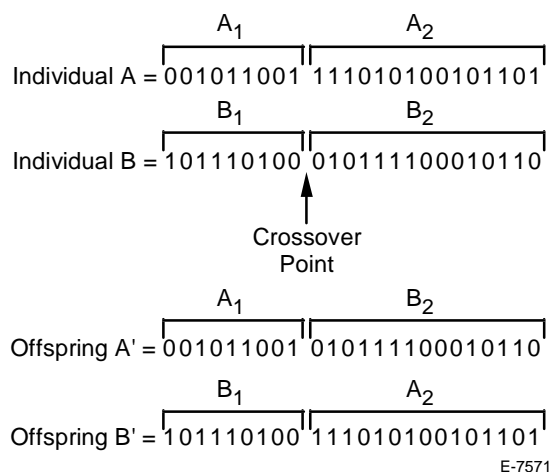 A1 A2
Individual A = 001011001 111010100101101
B1 B2
Individual B = 101110100 010111100010110
Crossover
Point
A1 B2
Offspring A' = 001011001 010111100010110
B1 A2
Offspring B' = 101110100 111010100101101
E-7571